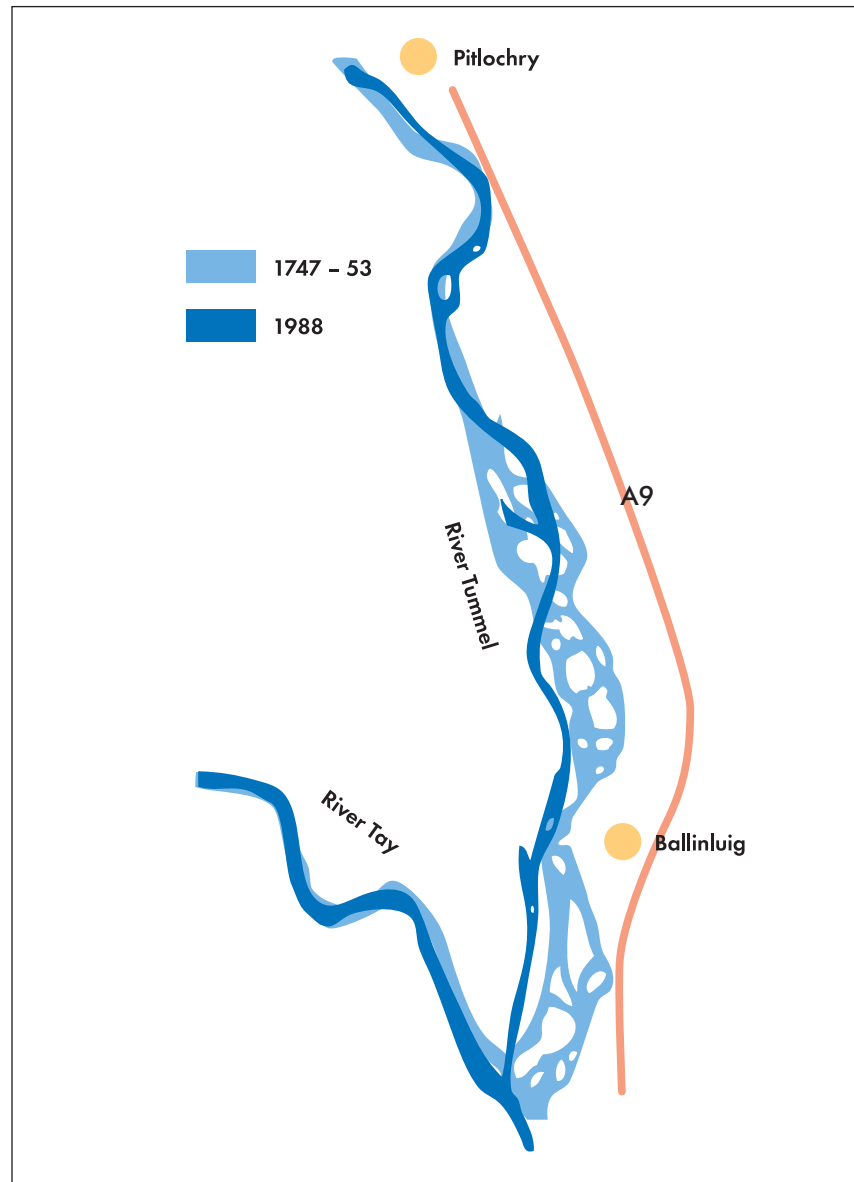 Pitlochry
1747 – 53
1988
A9
River Tummel
River Tay
Ballinluig